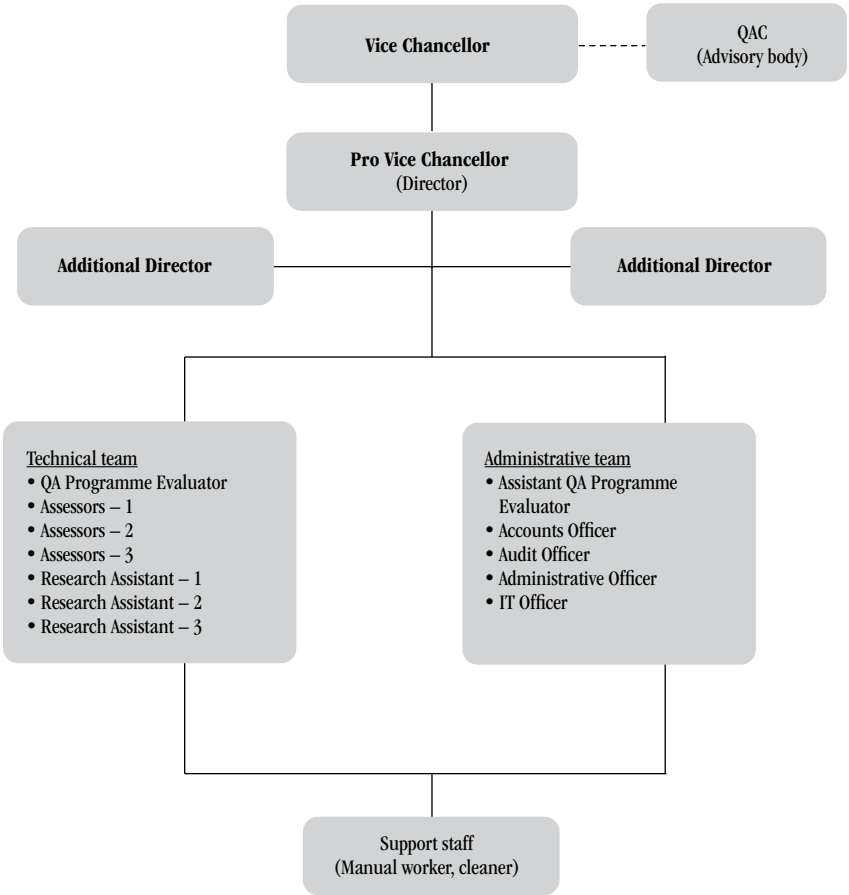 Vice Chancellor
QAC
(Advisory body)
Pro Vice Chancellor
(Director)
Additional Director
Additional Director
Technical team
• QA Programme Evaluator
• Assessors – 1
• Assessors – 2
• Assessors – 3
• Research Assistant – 1
• Research Assistant – 2
• Research Assistant – 3
Administrative team
• Assistant QA Programme
Evaluator
• Accounts Officer
• Audit Officer
• Administrative Officer
• IT Officer
Support staff
(Manual worker, cleaner)